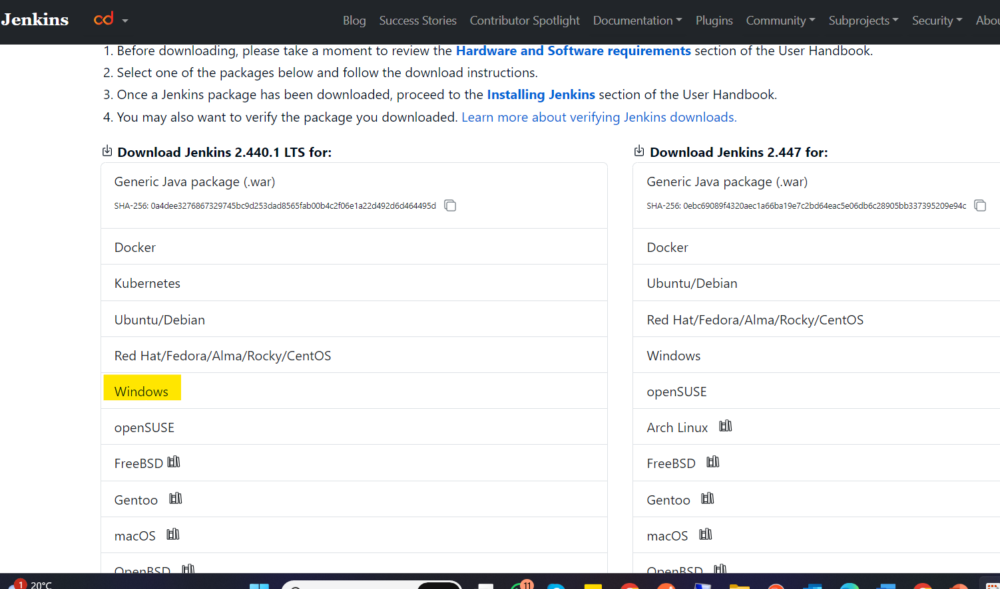 Jenkins
Blog Success Stories Contributor Spotlight Documentation Plugins Community Subprojects Security Abou
1. Before downloading, please take a moment to review the Hardware and Software requirements section of the User Handbook.
2. Select one of the packages below and follow the download instructions.
3. Once a Jenkins package has been downloaded, proceed to the Installing Jenkins section of the User Handbook.
4. You may also want to verify the package you downloaded. Learn more about verifying Jenkins downloads.
Download Jenkins 2.440.1 LTS for:
Generic Java package (.war)
SHA-256: 0a4dee3276867329745bc9d253dad8565fab00b4c2f06e1a22d492d6d464495d
Docker
Kubernetes
Ubuntu/Debian
Red Hat/Fedora/Alma/Rocky/CentOS
Windows
openSUSE
FreeBSD
Gentoo
macOS
OpenBSD
Download Jenkins 2.447 for:
Generic Java package (.war)
SHA-256: 0ebc69089f4320aec1a66ba19e7c2bd64eac5e06db6c28905bb337395209e94c
Docker
Ubuntu/Debian
Red Hat/Fedora/Alma/Rocky/CentOS
Windows
openSUSE
Arch Linux
FreeBSD
Gentoo
macOS
OpenBSD
1 20°C
11